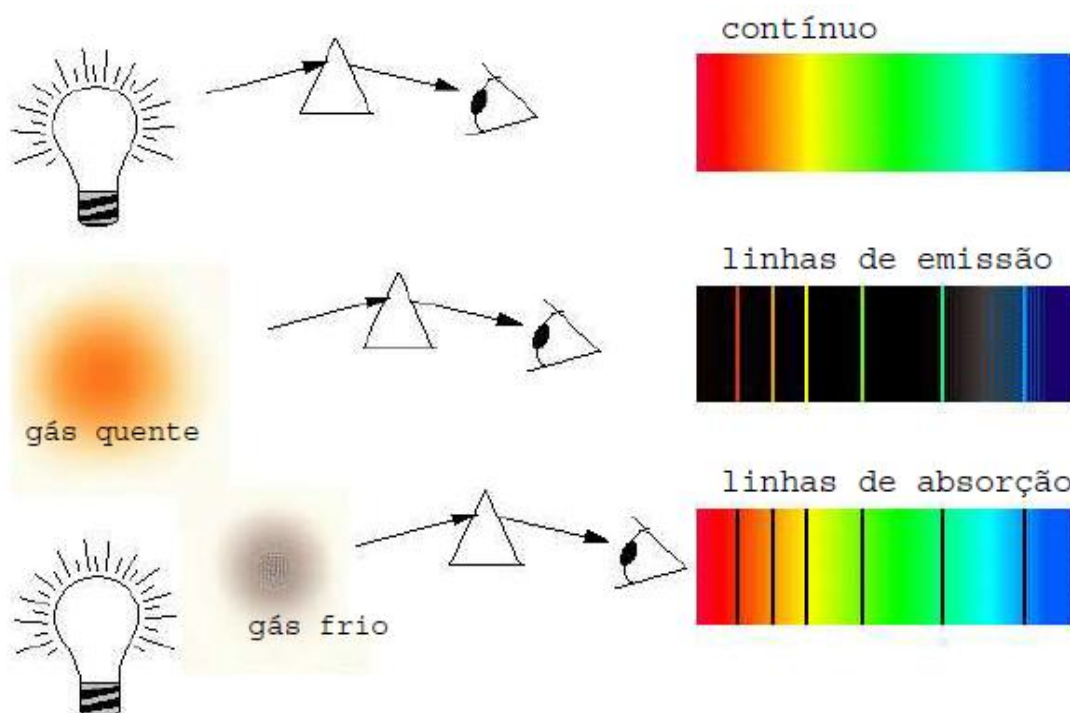 contínuo
linhas de emissão
gás quente
linhas de absorção
gás frio